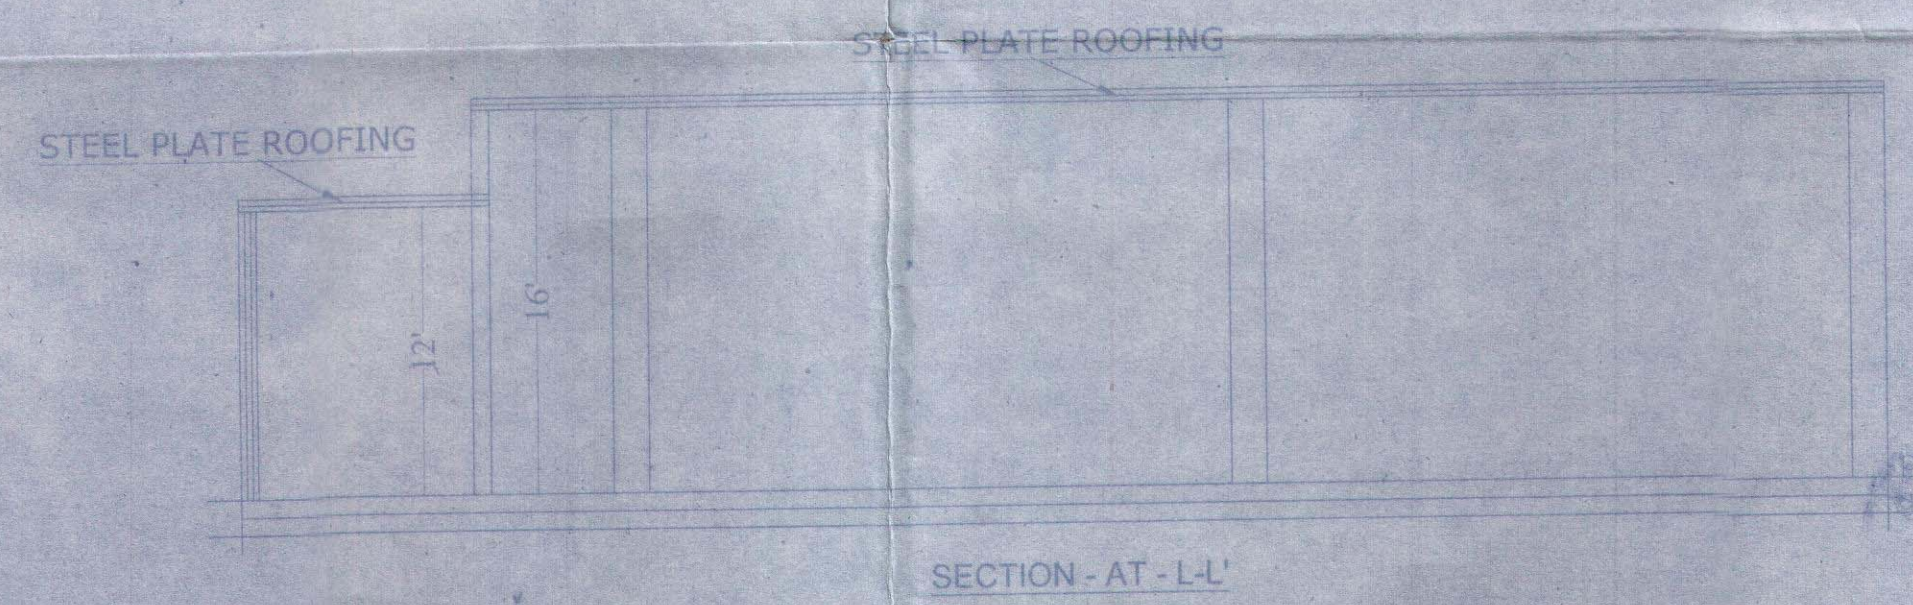 STEEL PLATE ROOFING
STEEL PLATE ROOFING
16'
12'
SECTION - AT - L-L'